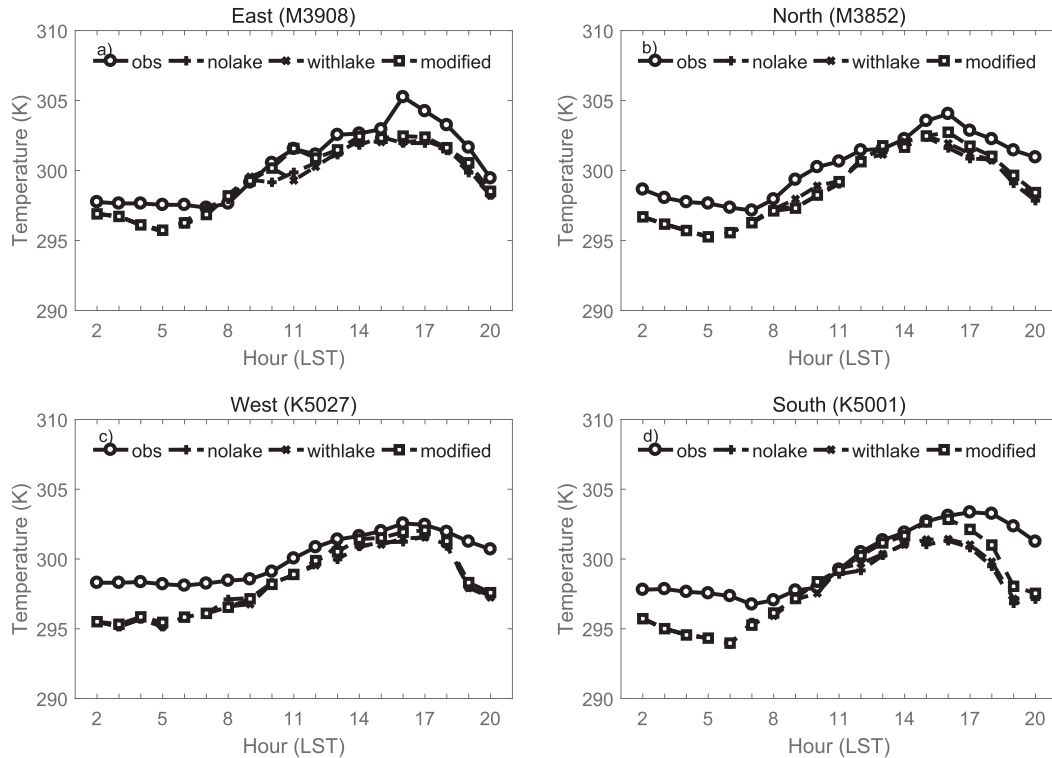 East (M3908)
310
a)
obs nolake withlake modified
305
300
295
290
Temperature (K)
2 5 8 11 14 17 20
Hour (LST)
North (M3852)
310
b)
obs nolake withlake modified
305
300
295
290
Temperature (K)
2 5 8 11 14 17 20
Hour (LST)
West (K5027)
310
c)
obs nolake withlake modified
305
300
295
290
Temperature (K)
2 5 8 11 14 17 20
Hour (LST)
South (K5001)
310
d)
obs nolake withlake modified
305
300
295
290
Temperature (K)
2 5 8 11 14 17 20
Hour (LST)